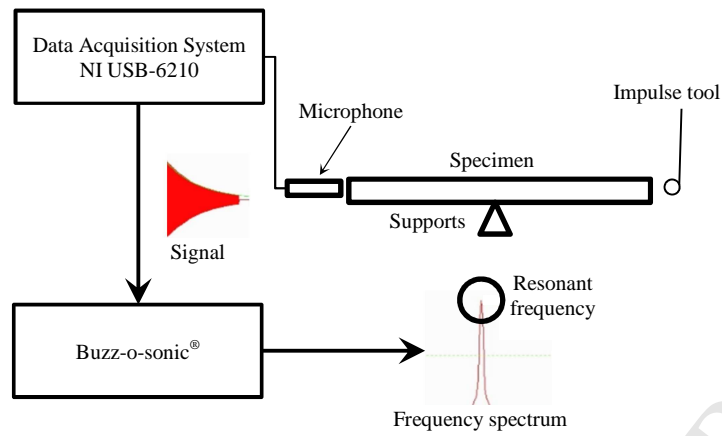 Data Acquisition System
NI USB-6210
Impulse tool
Microphone
Specimen
Supports
Signal
Resonant
frequency
Buzz-o-sonic®
Frequency spectrum